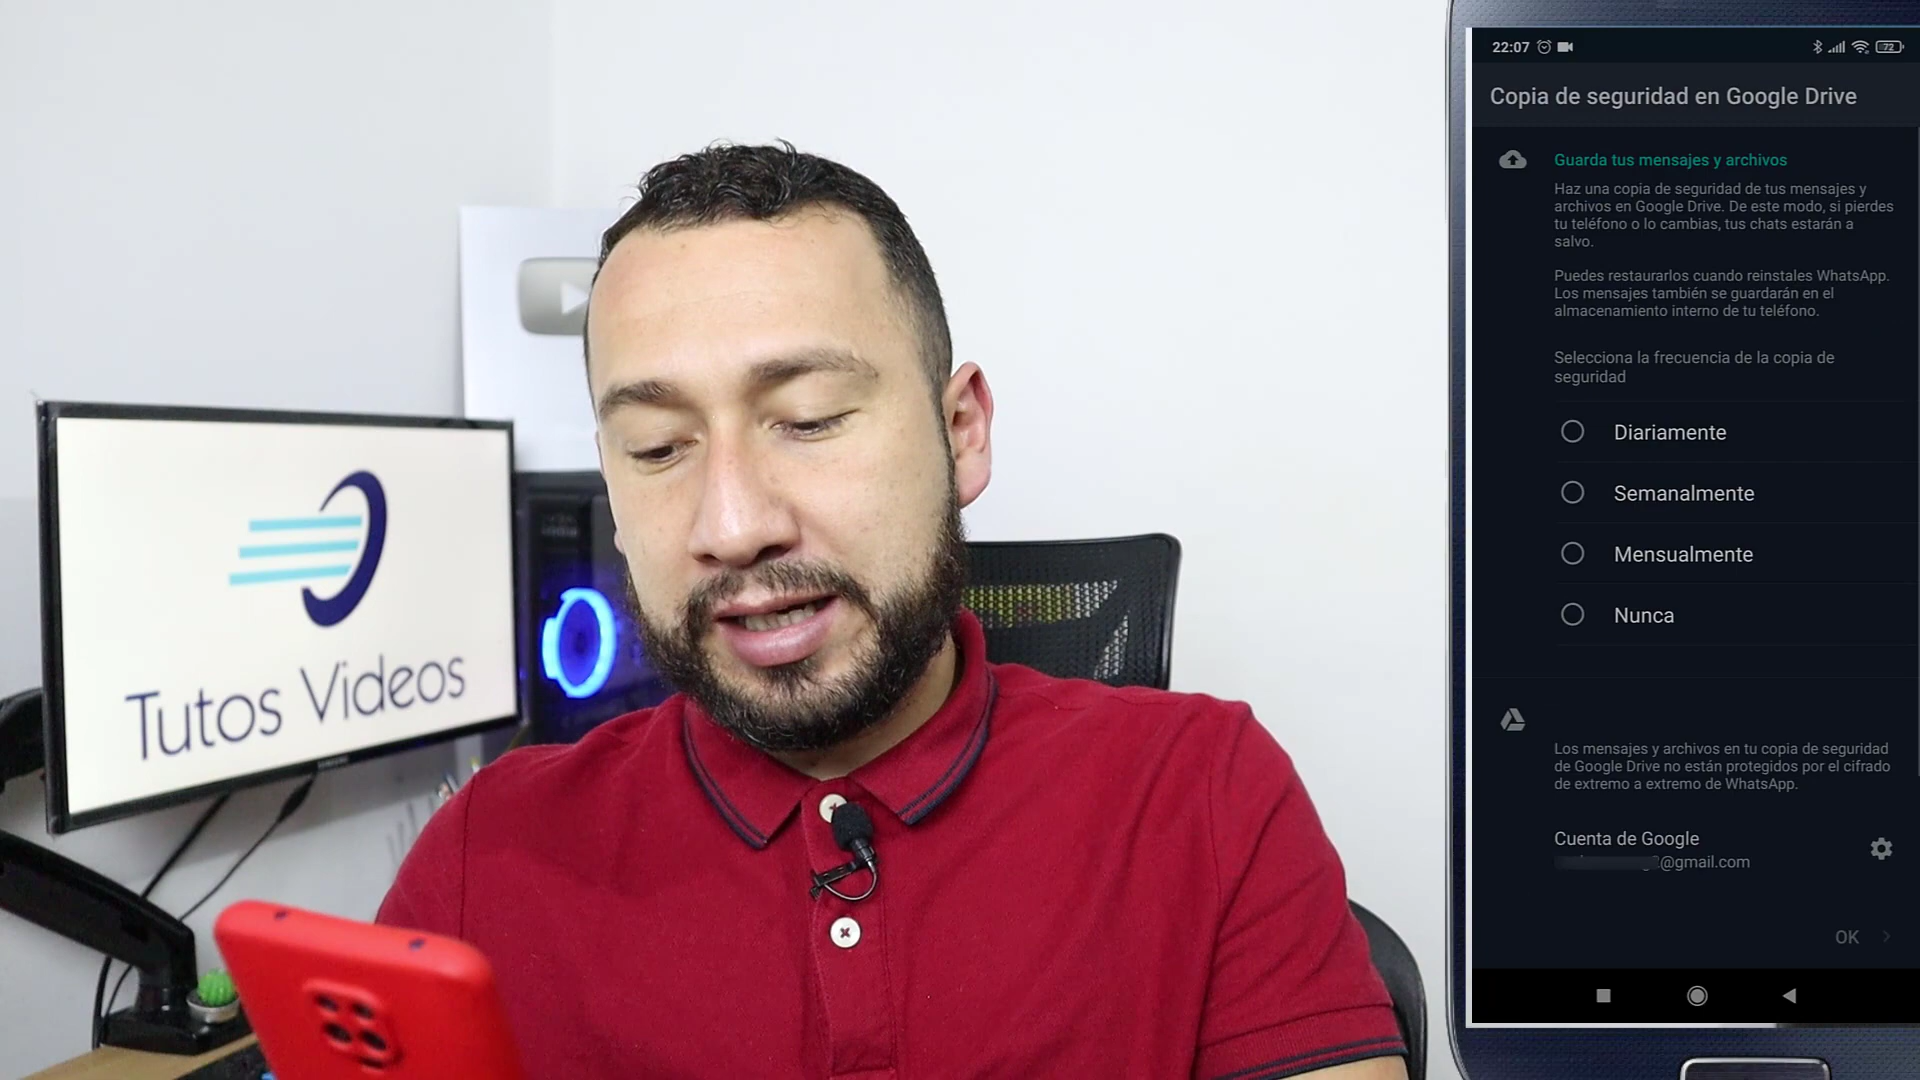 Tutos Videos
SAMSUNG
22:07
72
Copia de seguridad en Google Drive
Guarda tus mensajes y archivos
Haz una copia de seguridad de tus mensajes y
archivos en Google Drive. De este modo, si pierdes
tu teléfono o lo cambias, tus chats estarán a
salvo.
Puedes restaurarlos cuando reinstales WhatsApp.
Los mensajes también se guardarán en el
almacenamiento interno de tu teléfono.
Selecciona la frecuencia de la copia de
seguridad
Diariamente
Semanalmente
Mensualmente
Nunca
Los mensajes y archivos en tu copia de seguridad
de Google Drive no están protegidos por el cifrado
de extremo a extremo de WhatsApp.
Cuenta de Google
@gmail.com
OK